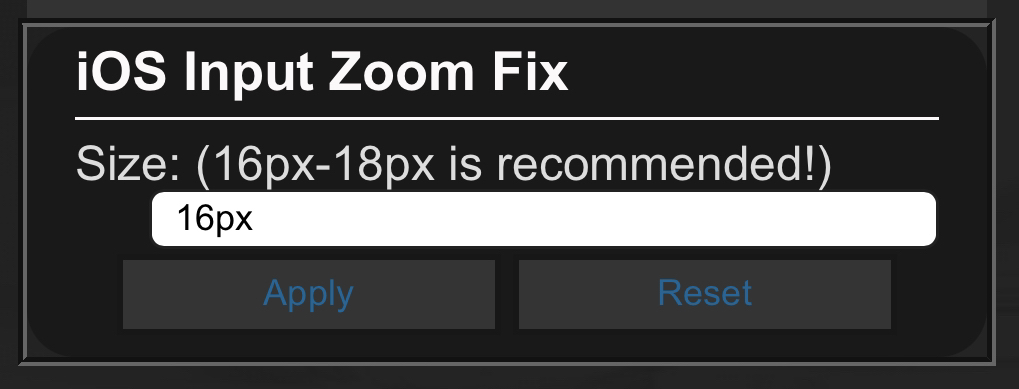 iOS Input Zoom Fix
Size: (16px-18px is recommended!)
16px
Apply
Reset